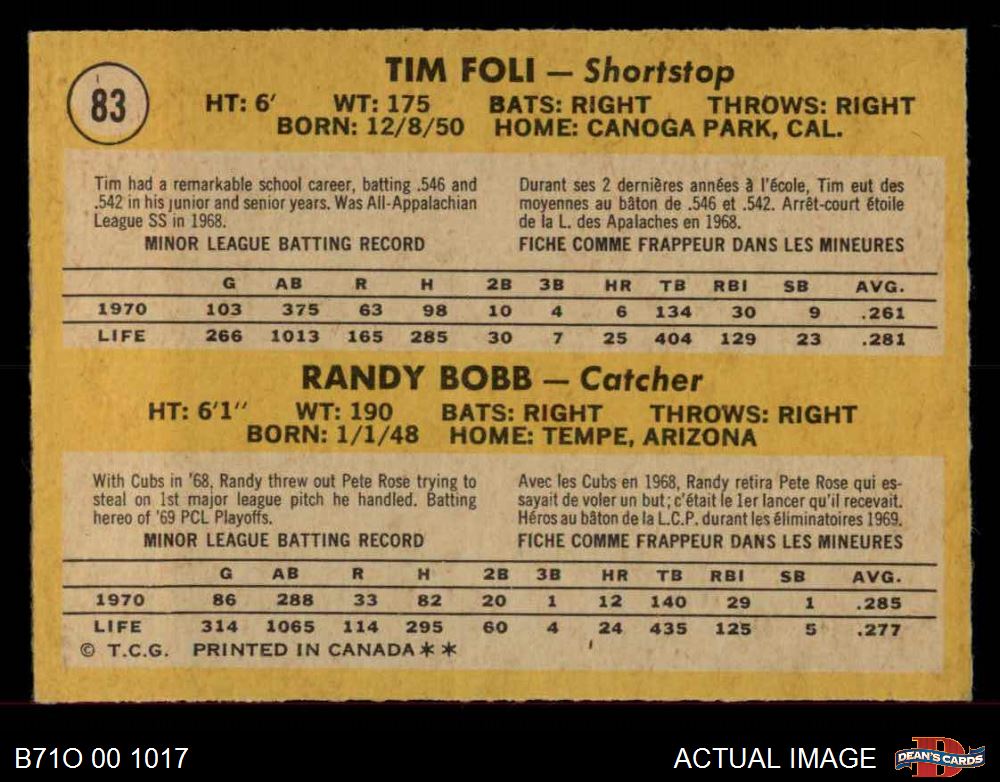 83
TIM FOLI — Shortstop
HT: 6' WT: 175 BATS: RIGHT THROWS: RIGHT
BORN: 12/8/50 HOME: CANOGA PARK, CAL.
Tim had a remarkable school career, batting .546 and
.542 in his junior and senior years. Was All-Appalachian
League SS in 1968.
MINOR LEAGUE BATTING RECORD
Durant ses 2 dernières années à l'école, Tim eut des
moyennes au bâton de .546 et .542. Arrêt-court étoile
de la L. des Apalaches en 1968.
FICHE COMME FRAPPEUR DANS LES MINEURES
G AB R H 2B 3B HR TB RBI SB AVG.
1970 103 375 63 98 10 4 6 134 30 9 .261
LIFE 266 1013 165 285 30 7 25 404 129 23 .281
RANDY BOBB — Catcher
HT: 6'1" WT: 190 BATS: RIGHT THROWS: RIGHT
BORN: 1/1/48 HOME: TEMPE, ARIZONA
With Cubs in '68, Randy threw out Pete Rose trying to
steal on 1st major league pitch he handled. Batting
hereo of '69 PCL Playoffs.
MINOR LEAGUE BATTING RECORD
Avec les Cubs en 1968, Randy retira Pete Rose qui es-
sayait de voler un but; c'était le 1er lancer qu'il recevait.
Héros au bâton de la L.C.P. durant les éliminatoires 1969.
FICHE COMME FRAPPEUR DANS LES MINEURES
G AB R H 2B 3B HR TB RBI SB AVG.
1970 86 288 33 82 20 1 12 140 29 1 .285
LIFE 314 1065 114 295 60 4 24 435 125 5 .277
© T.C.G. PRINTED IN CANADA**
B71O 00 1017
ACTUAL IMAGE
D
DEAN'S CARDS